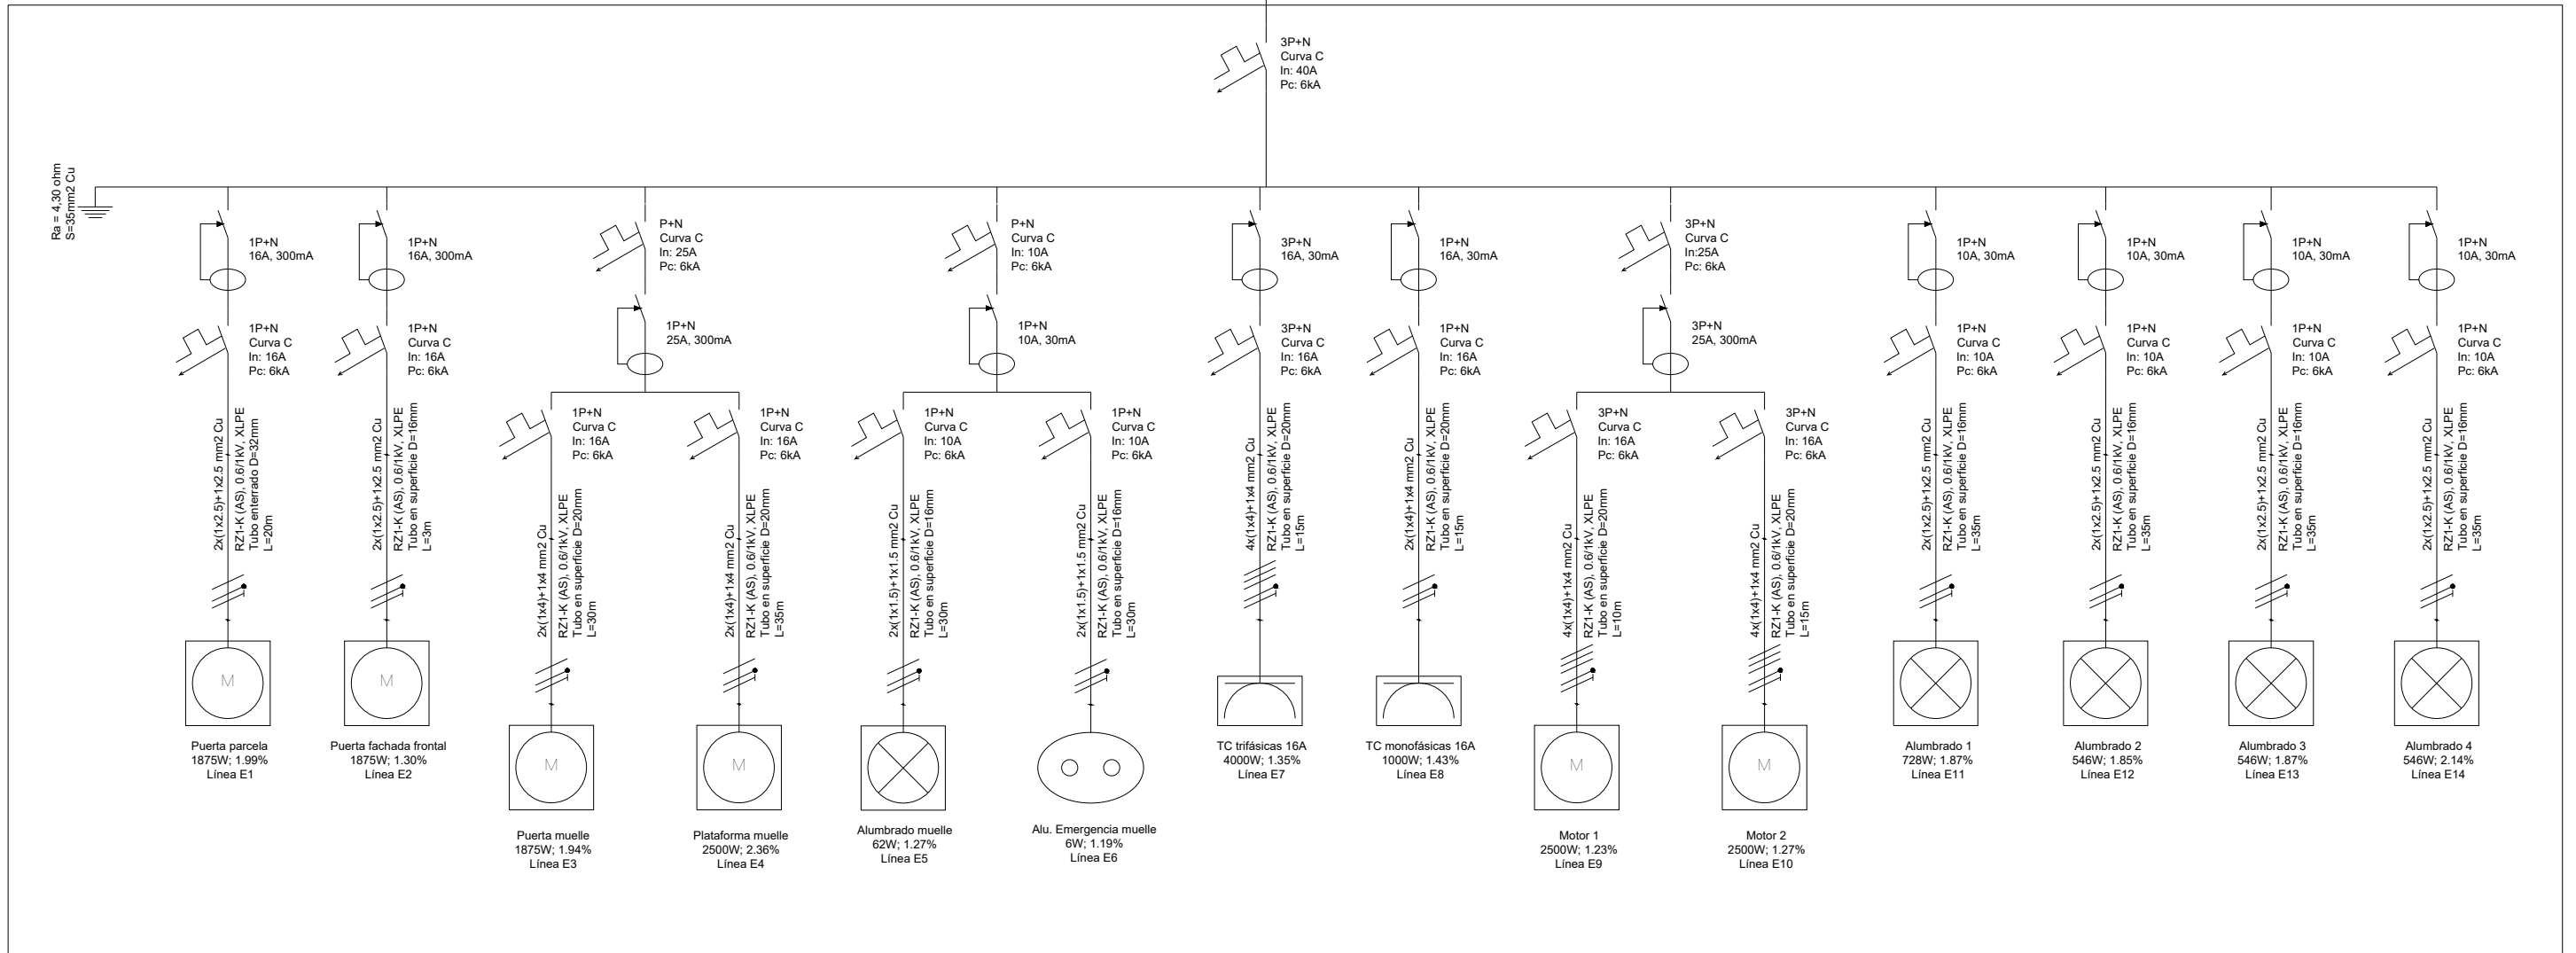 3P+N
Curva C
In: 40A
Pc: 6kA
Ra = 4,30 ohm
S=35mm2 Cu
1P+N
16A, 300mA
1P+N
Curva C
In: 16A
Pc: 6kA
2x(1x2.5)+1x2.5 mm2 Cu
RZ1-K (AS), 0.6/1kV, XLPE
Tubo enterrado D=32mm
L=20m
M
Puerta parcela
1875W; 1.99%
Línea E1
1P+N
16A, 300mA
1P+N
Curva C
In: 16A
Pc: 6kA
2x(1x2.5)+1x2.5 mm2 Cu
RZ1-K (AS), 0.6/1kV, XLPE
Tubo en superficie D=16mm
L=3m
M
Puerta fachada frontal
1875W; 1.30%
Línea E2
P+N
Curva C
In: 25A
Pc: 6kA
1P+N
25A, 300mA
1P+N
Curva C
In: 16A
Pc: 6kA
2x(1x4)+1x4 mm2 Cu
RZ1-K (AS), 0.6/1kV, XLPE
Tubo en superficie D=20mm
L=30m
M
Puerta muelle
1875W; 1.94%
Línea E3
1P+N
Curva C
In: 16A
Pc: 6kA
2x(1x4)+1x4 mm2 Cu
RZ1-K (AS), 0.6/1kV, XLPE
Tubo en superficie D=20mm
L=35m
M
Plataforma muelle
2500W; 2.36%
Línea E4
P+N
Curva C
In: 10A
Pc: 6kA
1P+N
10A, 30mA
1P+N
Curva C
In: 10A
Pc: 6kA
2x(1x1.5)+1x1.5 mm2 Cu
RZ1-K (AS), 0.6/1kV, XLPE
Tubo en superficie D=16mm
L=30m
Alumbrado muelle
62W; 1.27%
Línea E5
1P+N
Curva C
In: 10A
Pc: 6kA
2x(1x1.5)+1x1.5 mm2 Cu
RZ1-K (AS), 0.6/1kV, XLPE
Tubo en superficie D=16mm
L=30m
Alu. Emergencia muelle
6W; 1.19%
Línea E6
3P+N
16A, 30mA
3P+N
Curva C
In: 16A
Pc: 6kA
4x(1x4)+1x4 mm2 Cu
RZ1-K (AS), 0.6/1kV, XLPE
Tubo en superficie D=20mm
L=15m
TC trifásicas 16A
4000W; 1.35%
Línea E7
1P+N
16A, 30mA
1P+N
Curva C
In: 16A
Pc: 6kA
2x(1x4)+1x4 mm2 Cu
RZ1-K (AS), 0.6/1kV, XLPE
Tubo en superficie D=20mm
L=15m
TC monofásicas 16A
1000W; 1.43%
Línea E8
3P+N
Curva C
In:25A
Pc: 6kA
3P+N
25A, 300mA
3P+N
Curva C
In: 16A
Pc: 6kA
4x(1x4)+1x4 mm2 Cu
RZ1-K (AS), 0.6/1kV, XLPE
Tubo en superficie D=20mm
L=10m
M
Motor 1
2500W; 1.23%
Línea E9
3P+N
Curva C
In: 16A
Pc: 6kA
4x(1x4)+1x4 mm2 Cu
RZ1-K (AS), 0.6/1kV, XLPE
Tubo en superficie D=20mm
L=15m
M
Motor 2
2500W; 1.27%
Línea E10
1P+N
10A, 30mA
1P+N
Curva C
In: 10A
Pc: 6kA
2x(1x2.5)+1x2.5 mm2 Cu
RZ1-K (AS), 0.6/1kV, XLPE
Tubo en superficie D=16mm
L=35m
Alumbrado 1
728W; 1.87%
Línea E11
1P+N
10A, 30mA
1P+N
Curva C
In: 10A
Pc: 6kA
2x(1x2.5)+1x2.5 mm2 Cu
RZ1-K (AS), 0.6/1kV, XLPE
Tubo en superficie D=16mm
L=35m
Alumbrado 2
546W; 1.85%
Línea E12
1P+N
10A, 30mA
1P+N
Curva C
In: 10A
Pc: 6kA
2x(1x2.5)+1x2.5 mm2 Cu
RZ1-K (AS), 0.6/1kV, XLPE
Tubo en superficie D=16mm
L=35m
Alumbrado 3
546W; 1.87%
Línea E13
1P+N
10A, 30mA
1P+N
Curva C
In: 10A
Pc: 6kA
2x(1x2.5)+1x2.5 mm2 Cu
RZ1-K (AS), 0.6/1kV, XLPE
Tubo en superficie D=16mm
L=35m
Alumbrado 4
546W; 2.14%
Línea E14